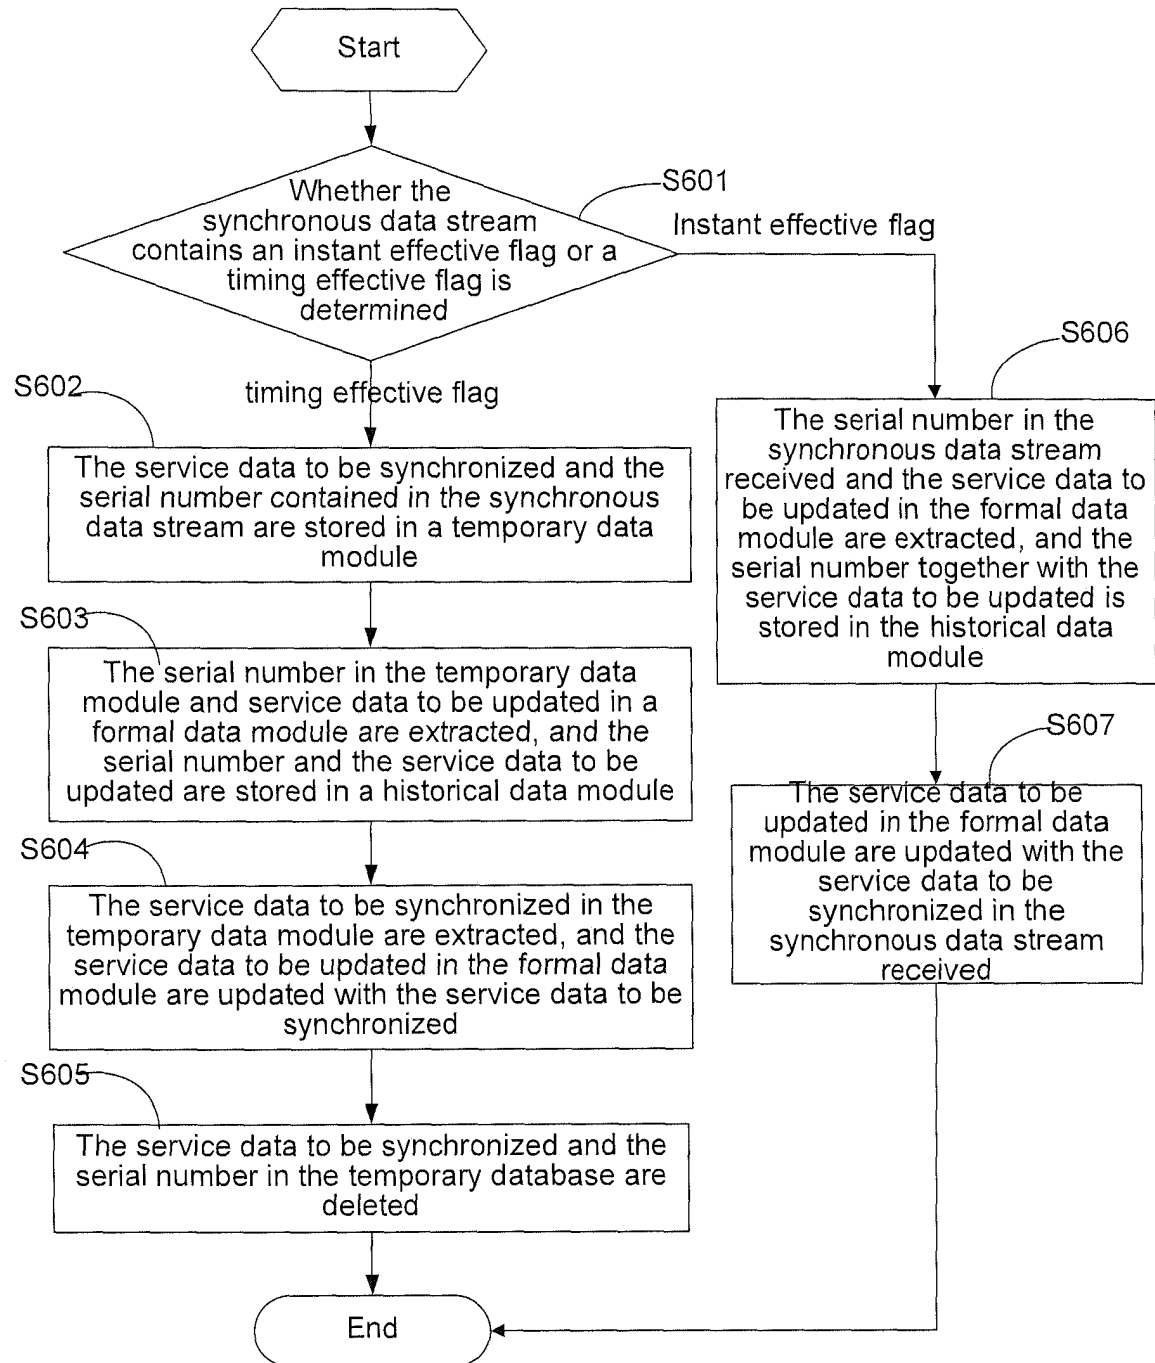 Start
Whether the
synchronous data stream
contains an instant effective flag or a
timing effective flag is
determined
S601
Instant effective flag
timing effective flag
S602
The service data to be synchronized and the
serial number contained in the synchronous
data stream are stored in a temporary data
module
S603
The serial number in the temporary data
module and service data to be updated in a
formal data module are extracted, and the
serial number and the service data to be
updated are stored in a historical data module
S604
The service data to be synchronized in the
temporary data module are extracted, and the
service data to be updated in the formal data
module are updated with the service data to be
synchronized
S605
The service data to be synchronized and the
serial number in the temporary database are
deleted
S606
The serial number in the
synchronous data stream
received and the service data to
be updated in the formal data
module are extracted, and the
serial number together with the
service data to be updated is
stored in the historical data
module
S607
The service data to be
updated in the formal data
module are updated with the
service data to be
synchronized in the
synchronous data stream
received
End